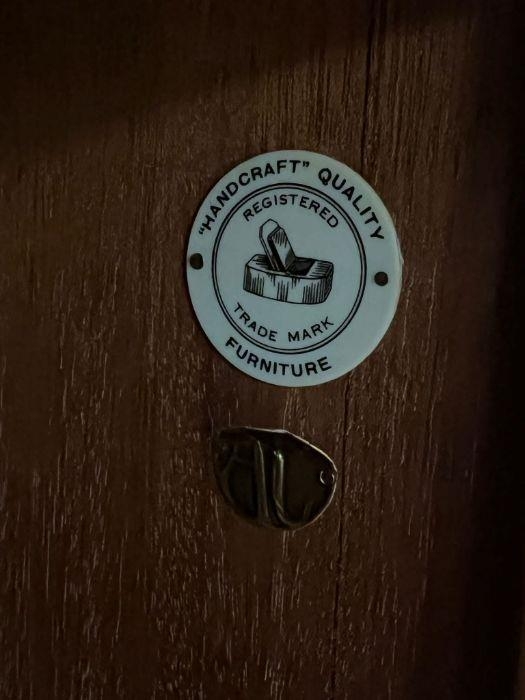 "HANDCRAFT" QUALITY
REGISTERED
TRADE MARK
FURNITURE